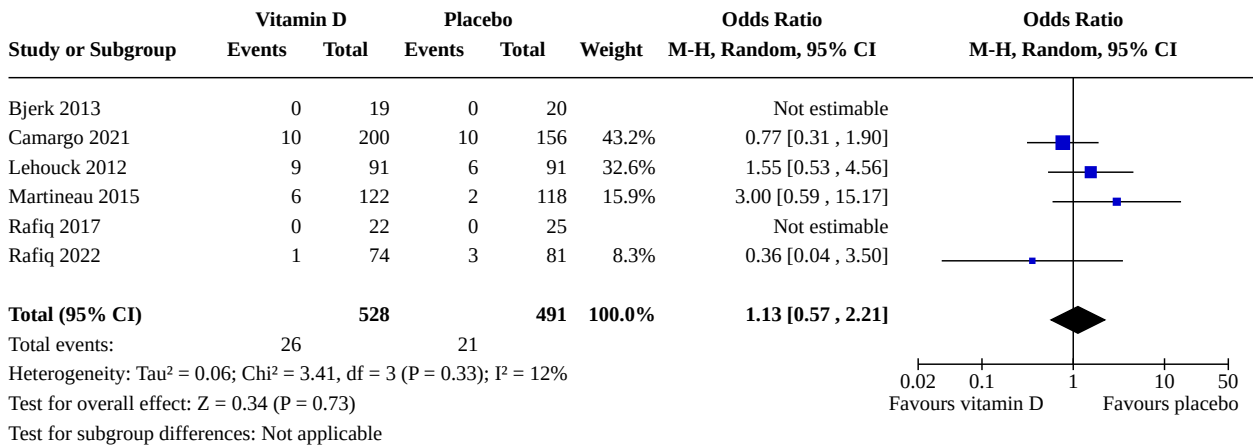 Vitamin D Placebo Odds Ratio Odds Ratio
Study or Subgroup Events Total Events Total Weight M-H, Random, 95% CI M-H, Random, 95% CI
Bjerk 2013 0 19 0 20 Not estimable
Camargo 2021 10 200 10 156 43.2% 0.77 [0.31 , 1.90]
Lehouck 2012 9 91 6 91 32.6% 1.55 [0.53 , 4.56]
Martineau 2015 6 122 2 118 15.9% 3.00 [0.59 , 15.17]
Rafiq 2017 0 22 0 25 Not estimable
Rafiq 2022 1 74 3 81 8.3% 0.36 [0.04 , 3.50]
Total (95% CI) 528 491 100.0% 1.13 [0.57 , 2.21]
Total events: 26 21
Heterogeneity: Tau² = 0.06; Chi² = 3.41, df = 3 (P = 0.33); I² = 12%
0.02 0.1 1 10 50
Test for overall effect: Z = 0.34 (P = 0.73) Favours vitamin D Favours placebo
Test for subgroup differences: Not applicable